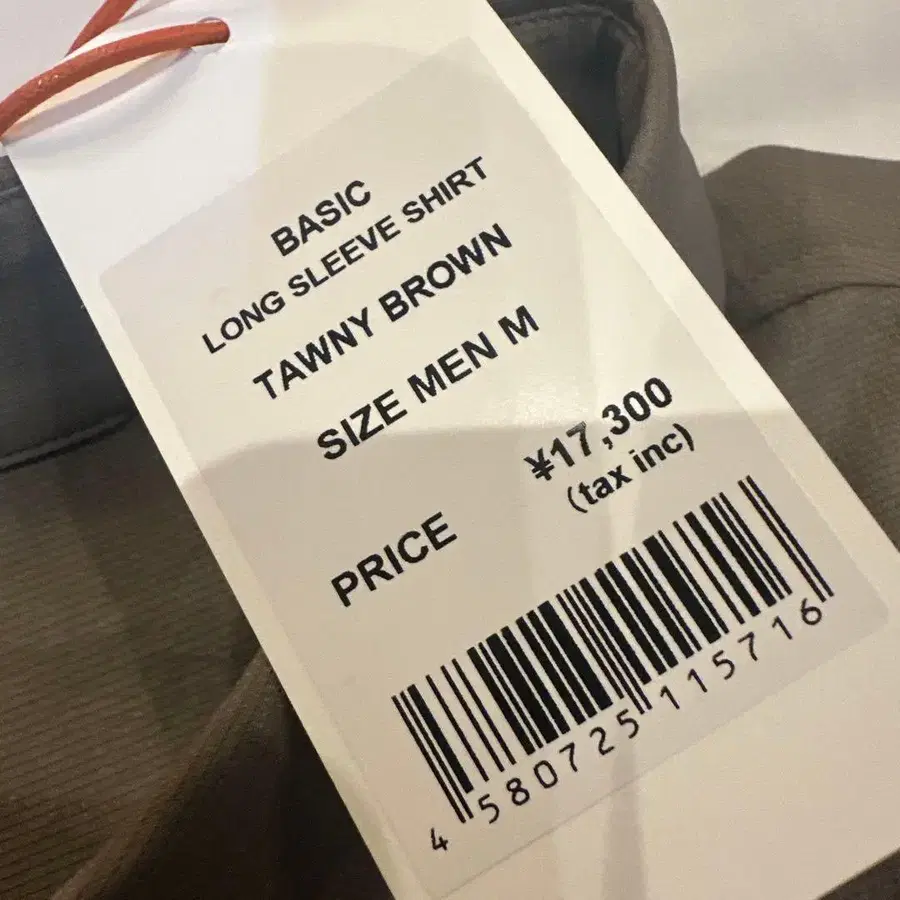 BASIC
LONG SLEEVE SHIRT
TAWNY BROWN
SIZE MEN M
PRICE ¥17,300
(tax inc)
4 580725 115716